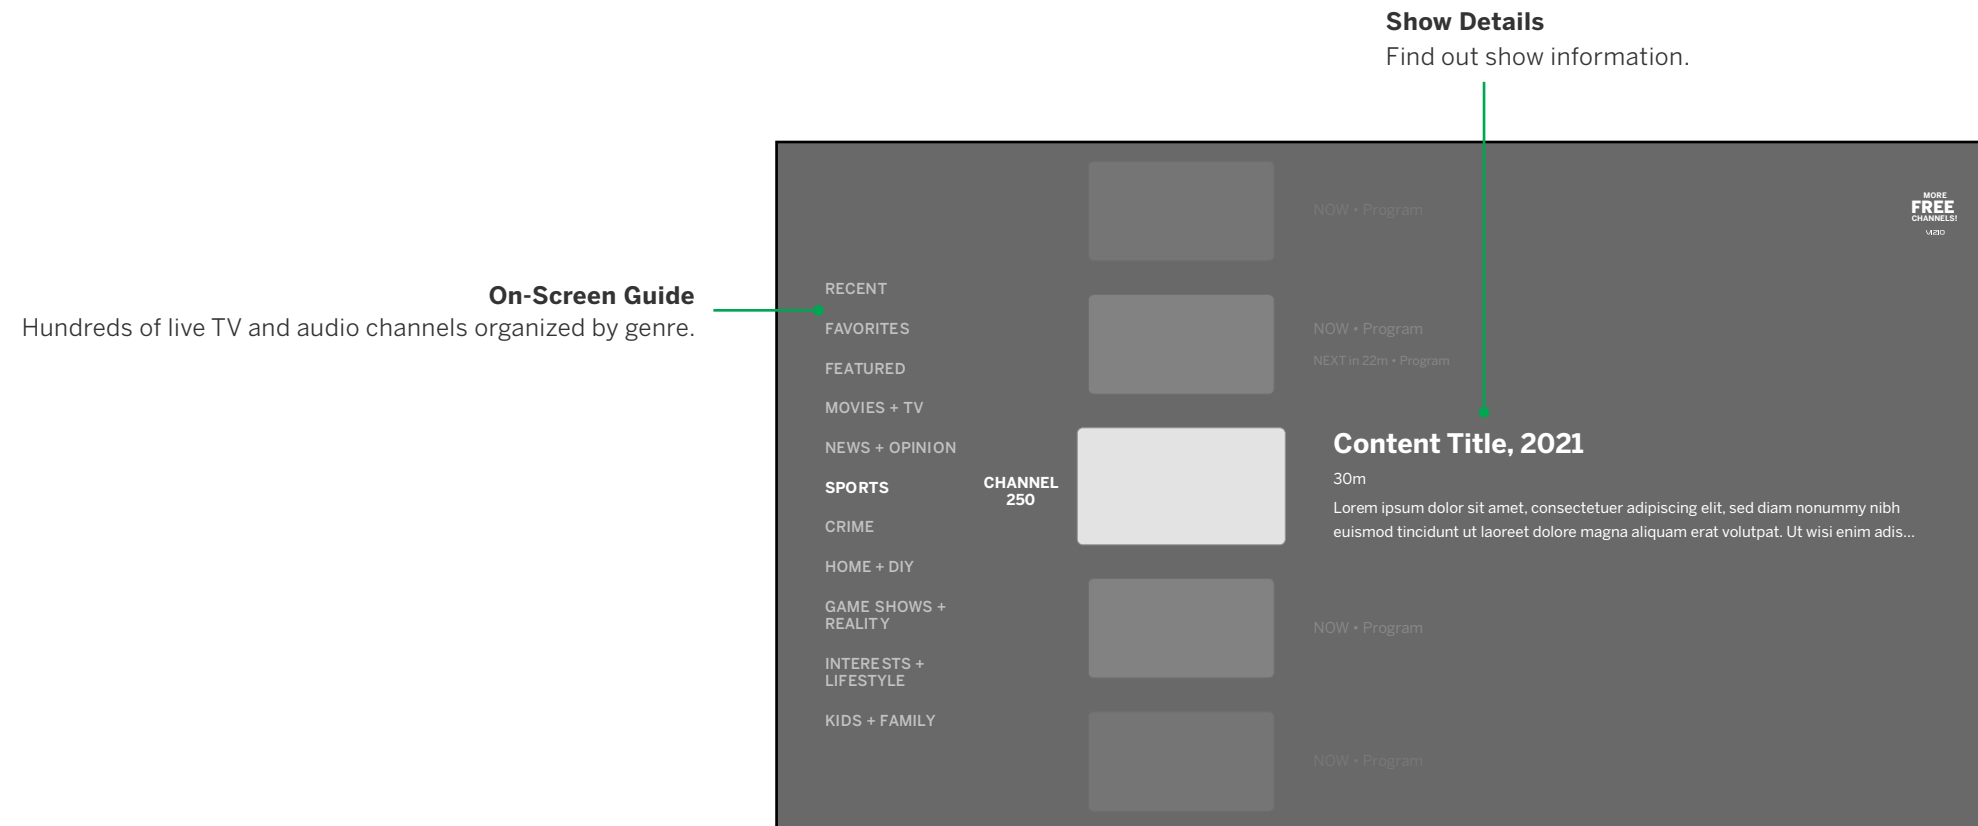 Show Details
Find out show information.
On-Screen Guide
Hundreds of live TV and audio channels organized by genre.
RECENT
FAVORITES
FEATURED
MOVIES + TV
NEWS + OPINION
SPORTS
CRIME
HOME + DIY
GAME SHOWS +
REALITY
INTERESTS +
LIFESTYLE
KIDS + FAMILY
CHANNEL
250
NOW • Program
NOW • Program
NEXT in 22m • Program
Content Title, 2021
30m
Lorem ipsum dolor sit amet, consectetuer adipiscing elit, sed diam nonummy nibh
euismod tincidunt ut laoreet dolore magna aliquam erat volutpat. Ut wisi enim adis...
NOW • Program
NOW • Program
MORE
FREE
CHANNELS!
VIZIO